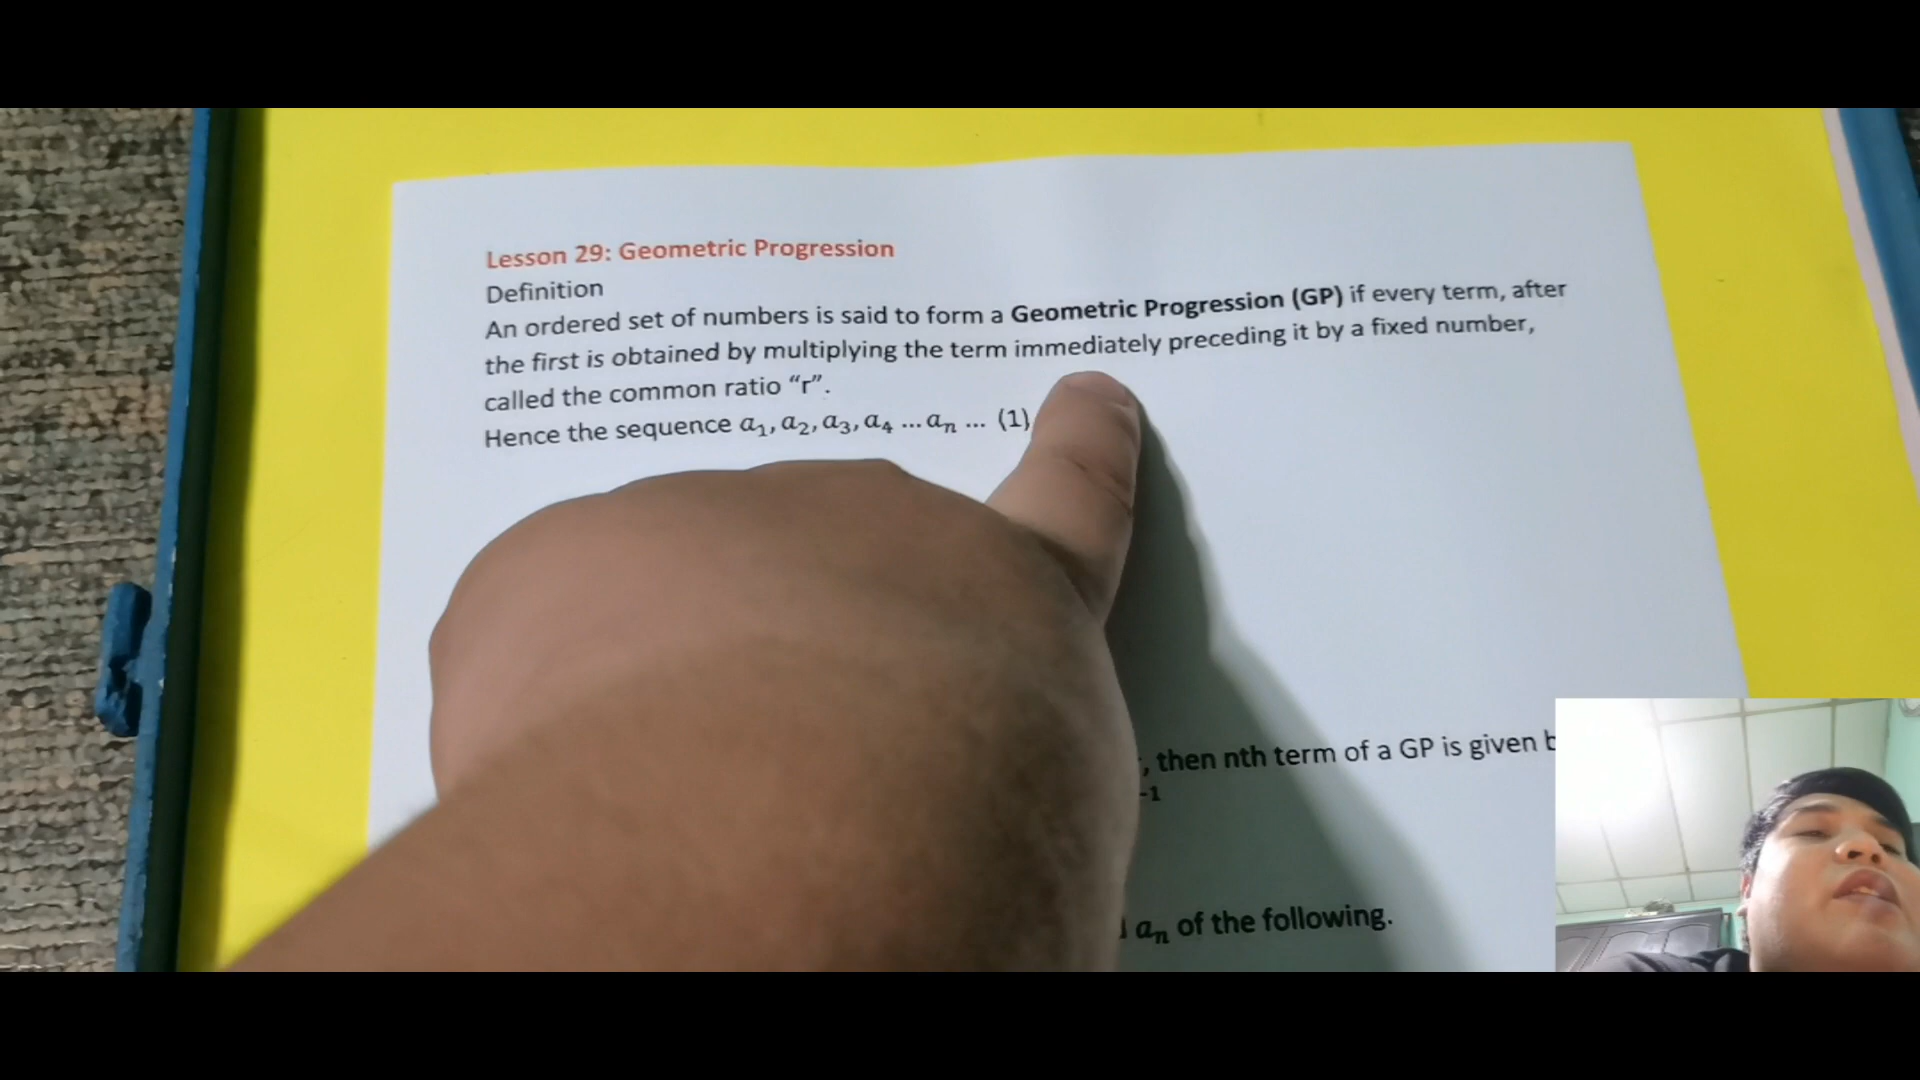 Lesson 29: Geometric Progression
Definition
An ordered set of numbers is said to form a Geometric Progression (GP) if every term, after
the first is obtained by multiplying the term immediately preceding it by a fixed number,
called the common ratio “r”.
Hence the sequence a₁, a₂, a₃, a₄ ... aₙ ... (1)
, then nth term of a GP is given
-1
aₙ of the following.